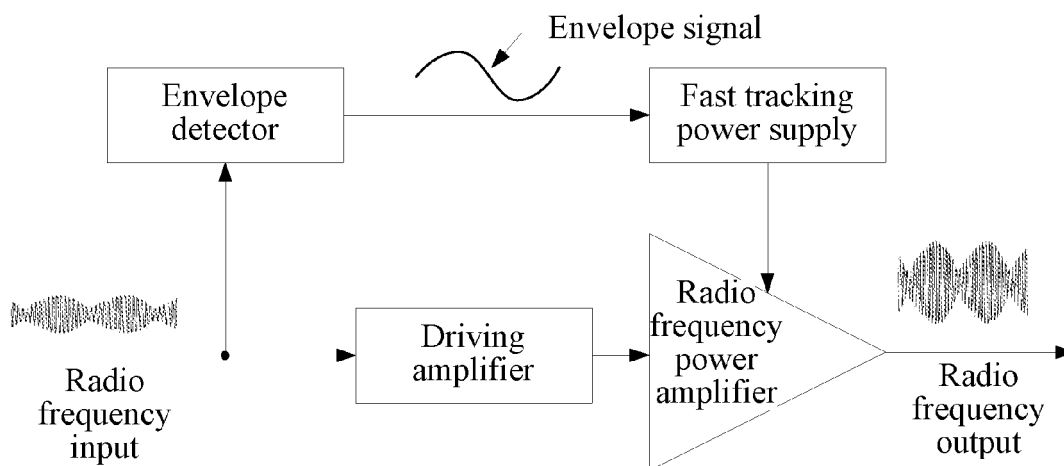 Envelope signal
Envelope
detector
Fast tracking
power supply
Radio
frequency
input
Driving
amplifier
Radio
frequency
power
amplifier
Radio
frequency
output